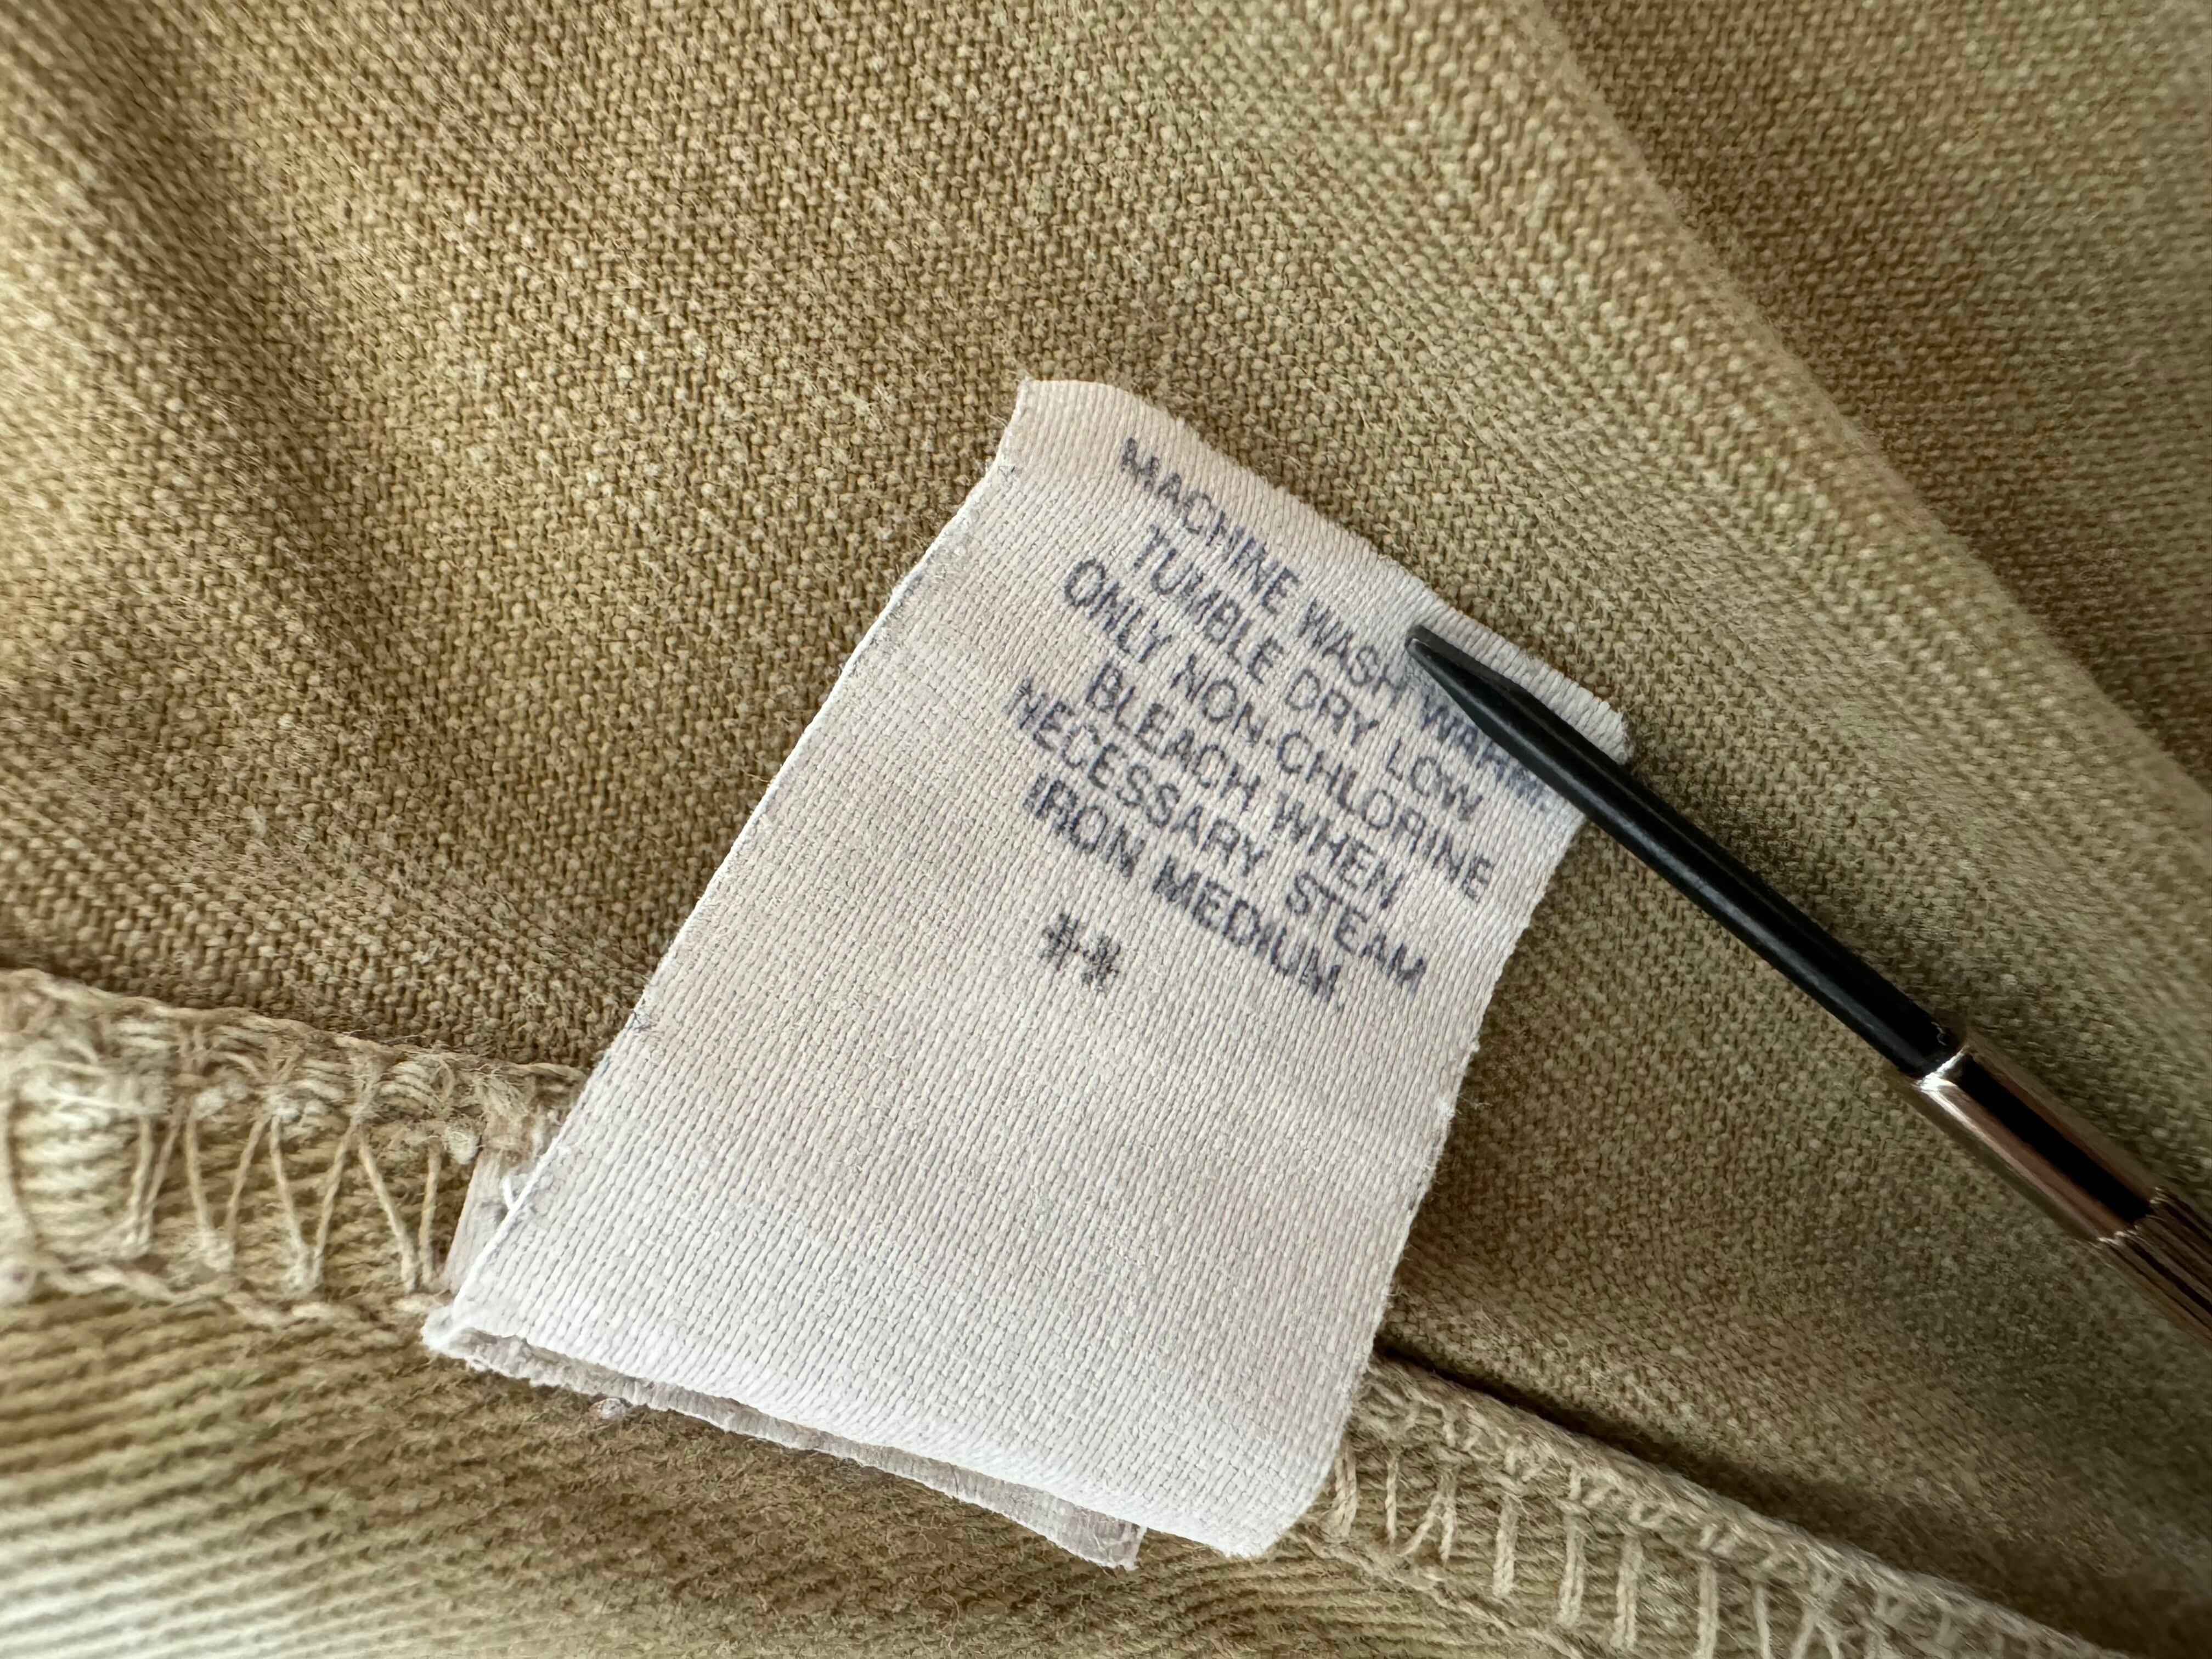 MACHINE WASH WARM
TUMBLE DRY LOW
ONLY NON-CHLORINE
BLEACH WHEN
NECESSARY STEAM
IRON MEDIUM.
**